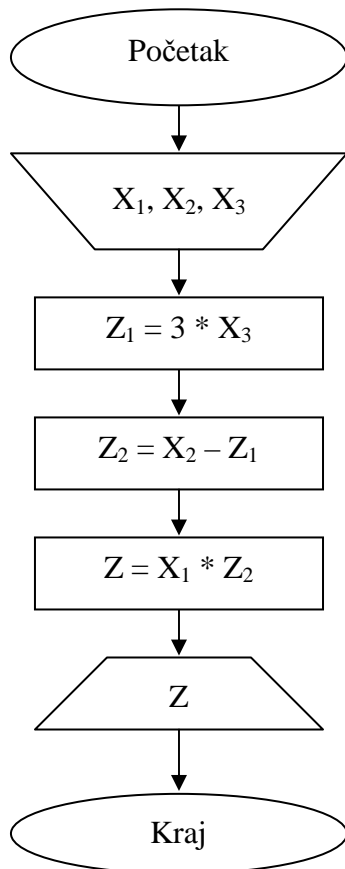 Početak
X₁, X₂, X₃
Z₁ = 3 * X₃
Z₂ = X₂ – Z₁
Z = X₁ * Z₂
Z
Kraj